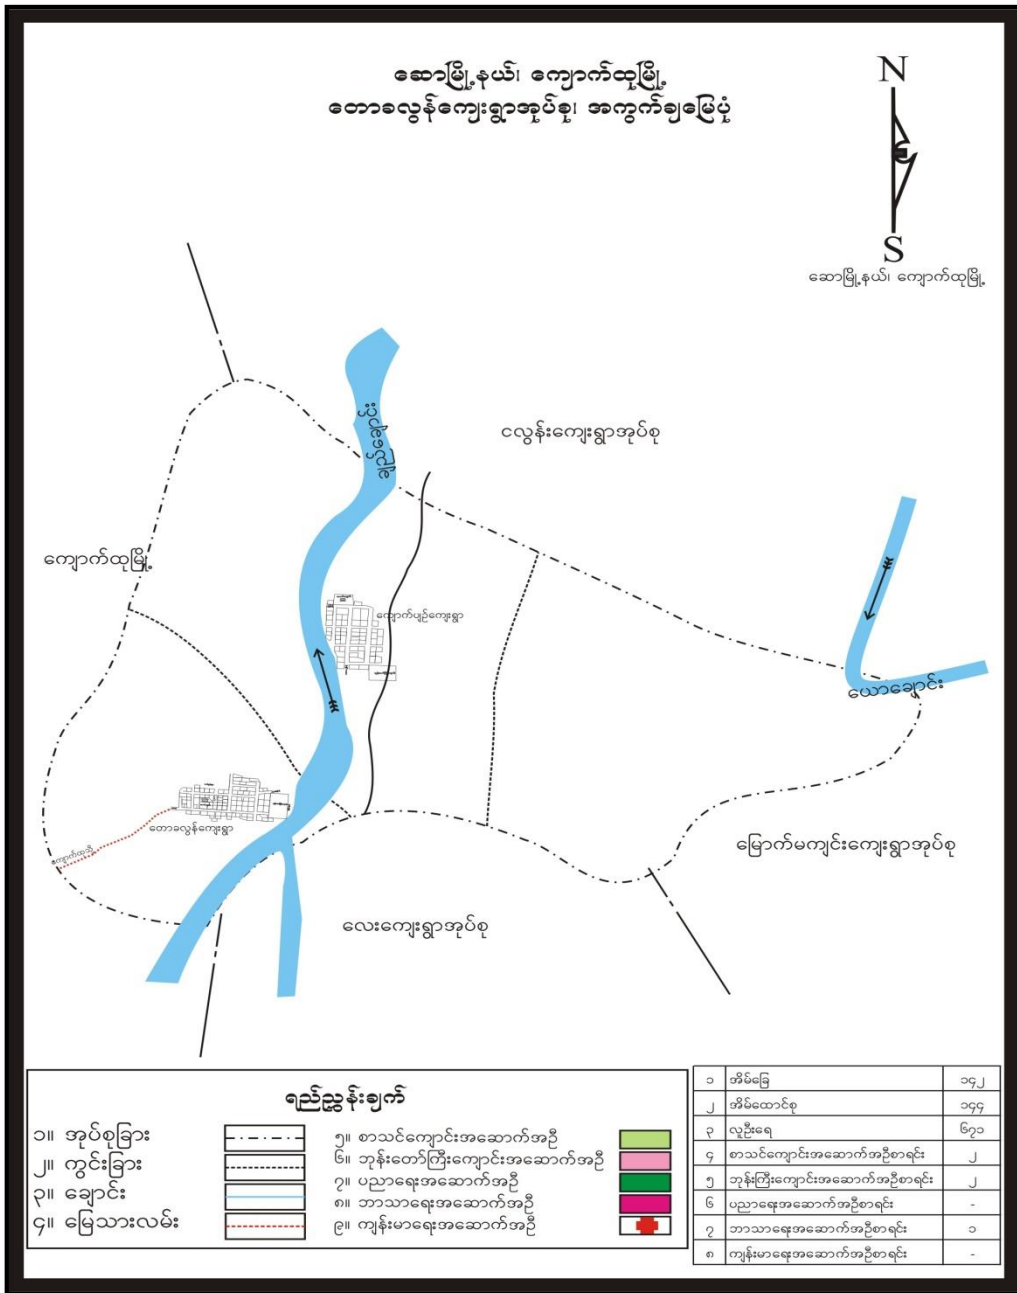 ဆောမြို့နယ်၊ ကျောက်ထုမြို့
တောခလွန်ကျေးရွာအုပ်စု၊ အကွက်ချမြေပုံ
N
S
ဆောမြို့နယ်၊ ကျောက်ထုမြို့
ငလွန်းကျေးရွာအုပ်စု
ကျောက်ထုမြို့
ကျောက်ပျဉ်ကျေးရွာ
ယောချောင်း
တောခလွန်ကျေးရွာ
ကျောက်ထုသို့
မြောက်မကျင်းကျေးရွာအုပ်စု
လေးကျေးရွာအုပ်စု
ရည်ညွှန်းချက်
၁။ အုပ်စုခြား
၂။ ကွင်းခြား
၃။ ချောင်း
၄။ မြေသားလမ်း
၅။ စာသင်ကျောင်းအဆောက်အဦ
၆။ ဘုန်းတော်ကြီးကျောင်းအဆောက်အဦ
၇။ ပညာရေးအဆောက်အဦ
၈။ ဘာသာရေးအဆောက်အဦ
၉။ ကျန်းမာရေးအဆောက်အဦ
၁ အိမ်ခြေ ၁၄၂
၂ အိမ်ထောင်စု ၁၄၄
၃ လူဦးရေ ၆၇၁
၄ စာသင်ကျောင်းအဆောက်အဦစာရင်း ၂
၅ ဘုန်းကြီးကျောင်းအဆောက်အဦစာရင်း ၂
၆ ပညာရေးအဆောက်အဦစာရင်း -
၇ ဘာသာရေးအဆောက်အဦစာရင်း ၁
၈ ကျန်းမာရေးအဆောက်အဦစာရင်း -